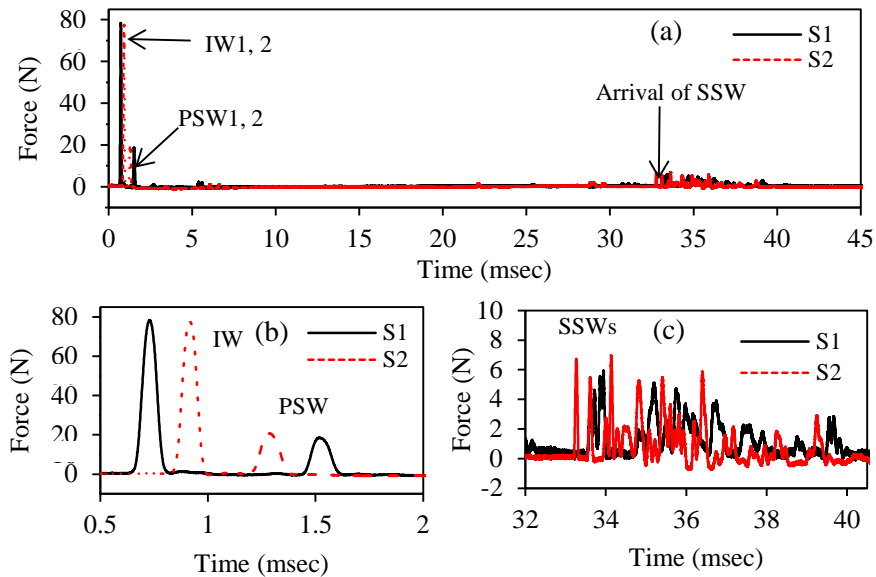 80
60
40
20
0
Force (N)
IW1, 2
PSW1, 2
(a)
S1
S2
Arrival of SSW
0 5 10 15 20 25 30 35 40 45
Time (msec)
80
60
40
20
0
Force (N)
IW
(b)
S1
S2
PSW
0.5 1 1.5 2
Time (msec)
10
8
6
4
2
0
-2
Force (N)
SSWs
(c)
S1
S2
32 34 36 38 40
Time (msec)